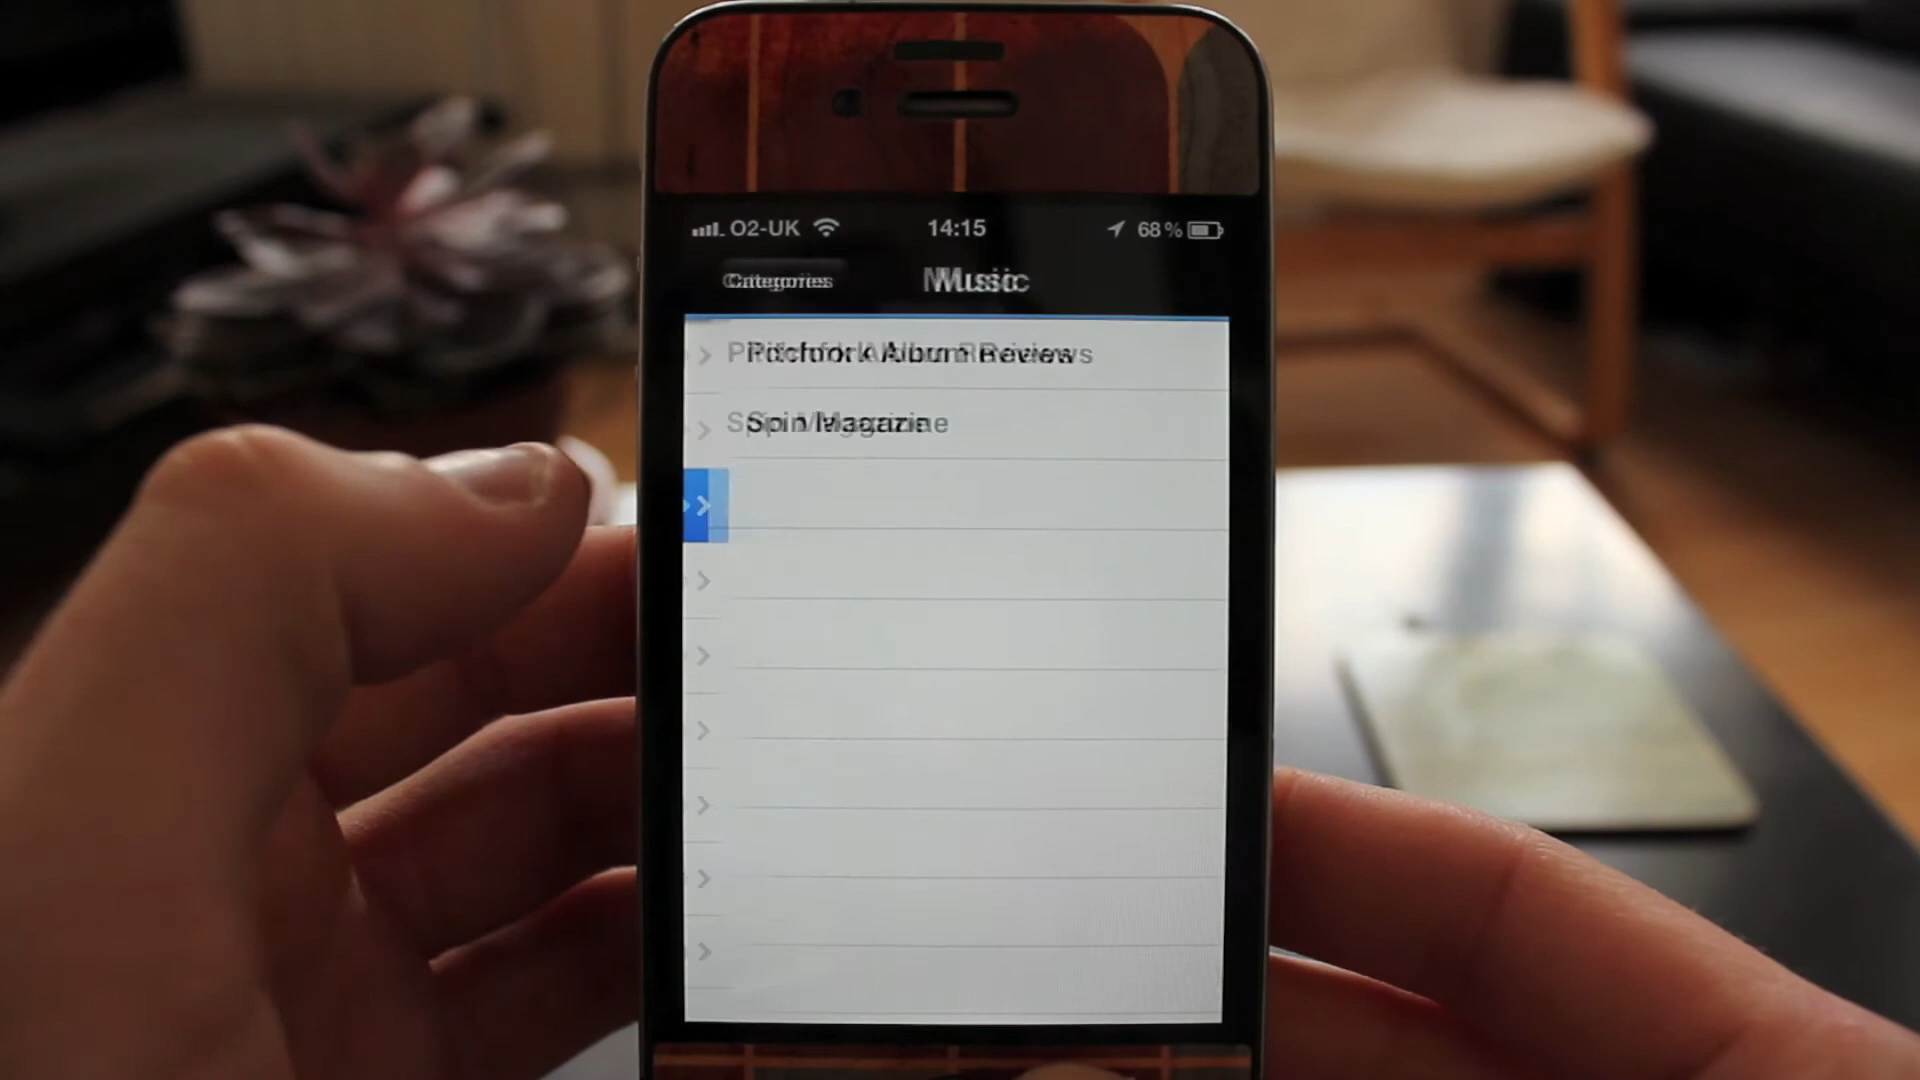 O2-UK 14:15 68%
Categories Music
Pitchfork Album Reviews
Spin Magazine